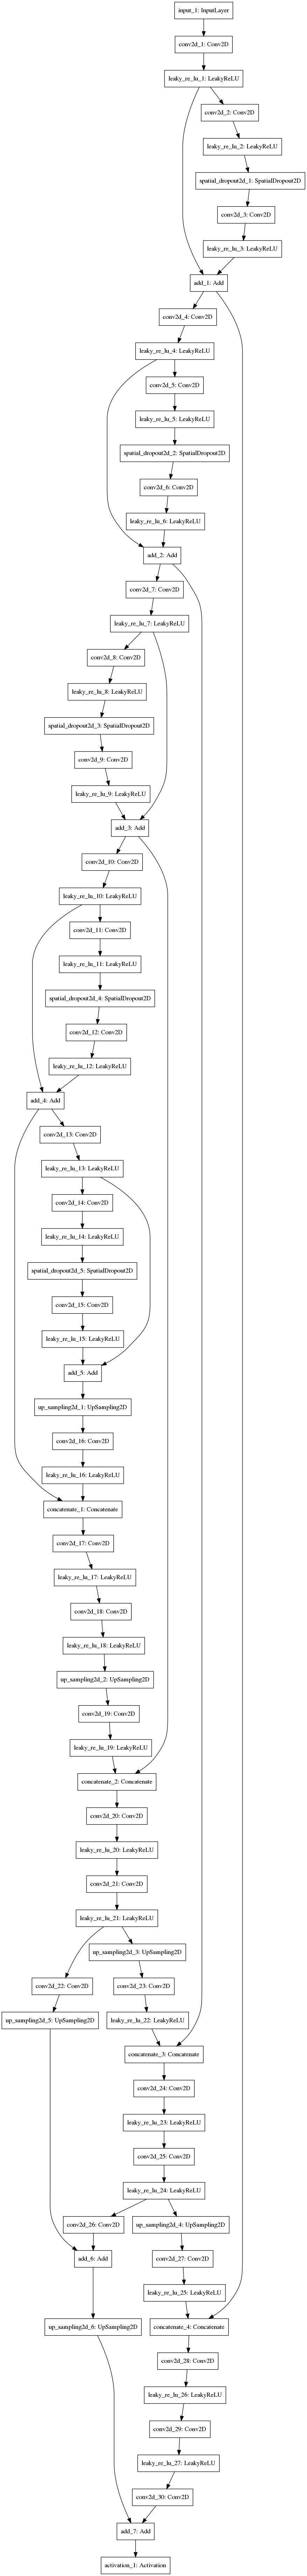 input_1: InputLayer
conv2d_1: Conv2D
leaky_re_lu_1: LeakyReLU
conv2d_2: Conv2D
leaky_re_lu_2: LeakyReLU
spatial_dropout2d_1: SpatialDropout2D
conv2d_3: Conv2D
leaky_re_lu_3: LeakyReLU
add_1: Add
conv2d_4: Conv2D
leaky_re_lu_4: LeakyReLU
conv2d_5: Conv2D
leaky_re_lu_5: LeakyReLU
spatial_dropout2d_2: SpatialDropout2D
conv2d_6: Conv2D
leaky_re_lu_6: LeakyReLU
add_2: Add
conv2d_7: Conv2D
leaky_re_lu_7: LeakyReLU
conv2d_8: Conv2D
leaky_re_lu_8: LeakyReLU
spatial_dropout2d_3: SpatialDropout2D
conv2d_9: Conv2D
leaky_re_lu_9: LeakyReLU
add_3: Add
conv2d_10: Conv2D
leaky_re_lu_10: LeakyReLU
conv2d_11: Conv2D
leaky_re_lu_11: LeakyReLU
spatial_dropout2d_4: SpatialDropout2D
conv2d_12: Conv2D
leaky_re_lu_12: LeakyReLU
add_4: Add
conv2d_13: Conv2D
leaky_re_lu_13: LeakyReLU
conv2d_14: Conv2D
leaky_re_lu_14: LeakyReLU
spatial_dropout2d_5: SpatialDropout2D
conv2d_15: Conv2D
leaky_re_lu_15: LeakyReLU
add_5: Add
up_sampling2d_1: UpSampling2D
conv2d_16: Conv2D
leaky_re_lu_16: LeakyReLU
concatenate_1: Concatenate
conv2d_17: Conv2D
leaky_re_lu_17: LeakyReLU
conv2d_18: Conv2D
leaky_re_lu_18: LeakyReLU
up_sampling2d_2: UpSampling2D
conv2d_19: Conv2D
leaky_re_lu_19: LeakyReLU
concatenate_2: Concatenate
conv2d_20: Conv2D
leaky_re_lu_20: LeakyReLU
conv2d_21: Conv2D
leaky_re_lu_21: LeakyReLU
up_sampling2d_3: UpSampling2D
conv2d_22: Conv2D
conv2d_23: Conv2D
up_sampling2d_5: UpSampling2D
leaky_re_lu_22: LeakyReLU
concatenate_3: Concatenate
conv2d_24: Conv2D
leaky_re_lu_23: LeakyReLU
conv2d_25: Conv2D
leaky_re_lu_24: LeakyReLU
conv2d_26: Conv2D
up_sampling2d_4: UpSampling2D
add_6: Add
conv2d_27: Conv2D
leaky_re_lu_25: LeakyReLU
up_sampling2d_6: UpSampling2D
concatenate_4: Concatenate
conv2d_28: Conv2D
leaky_re_lu_26: LeakyReLU
conv2d_29: Conv2D
leaky_re_lu_27: LeakyReLU
conv2d_30: Conv2D
add_7: Add
activation_1: Activation